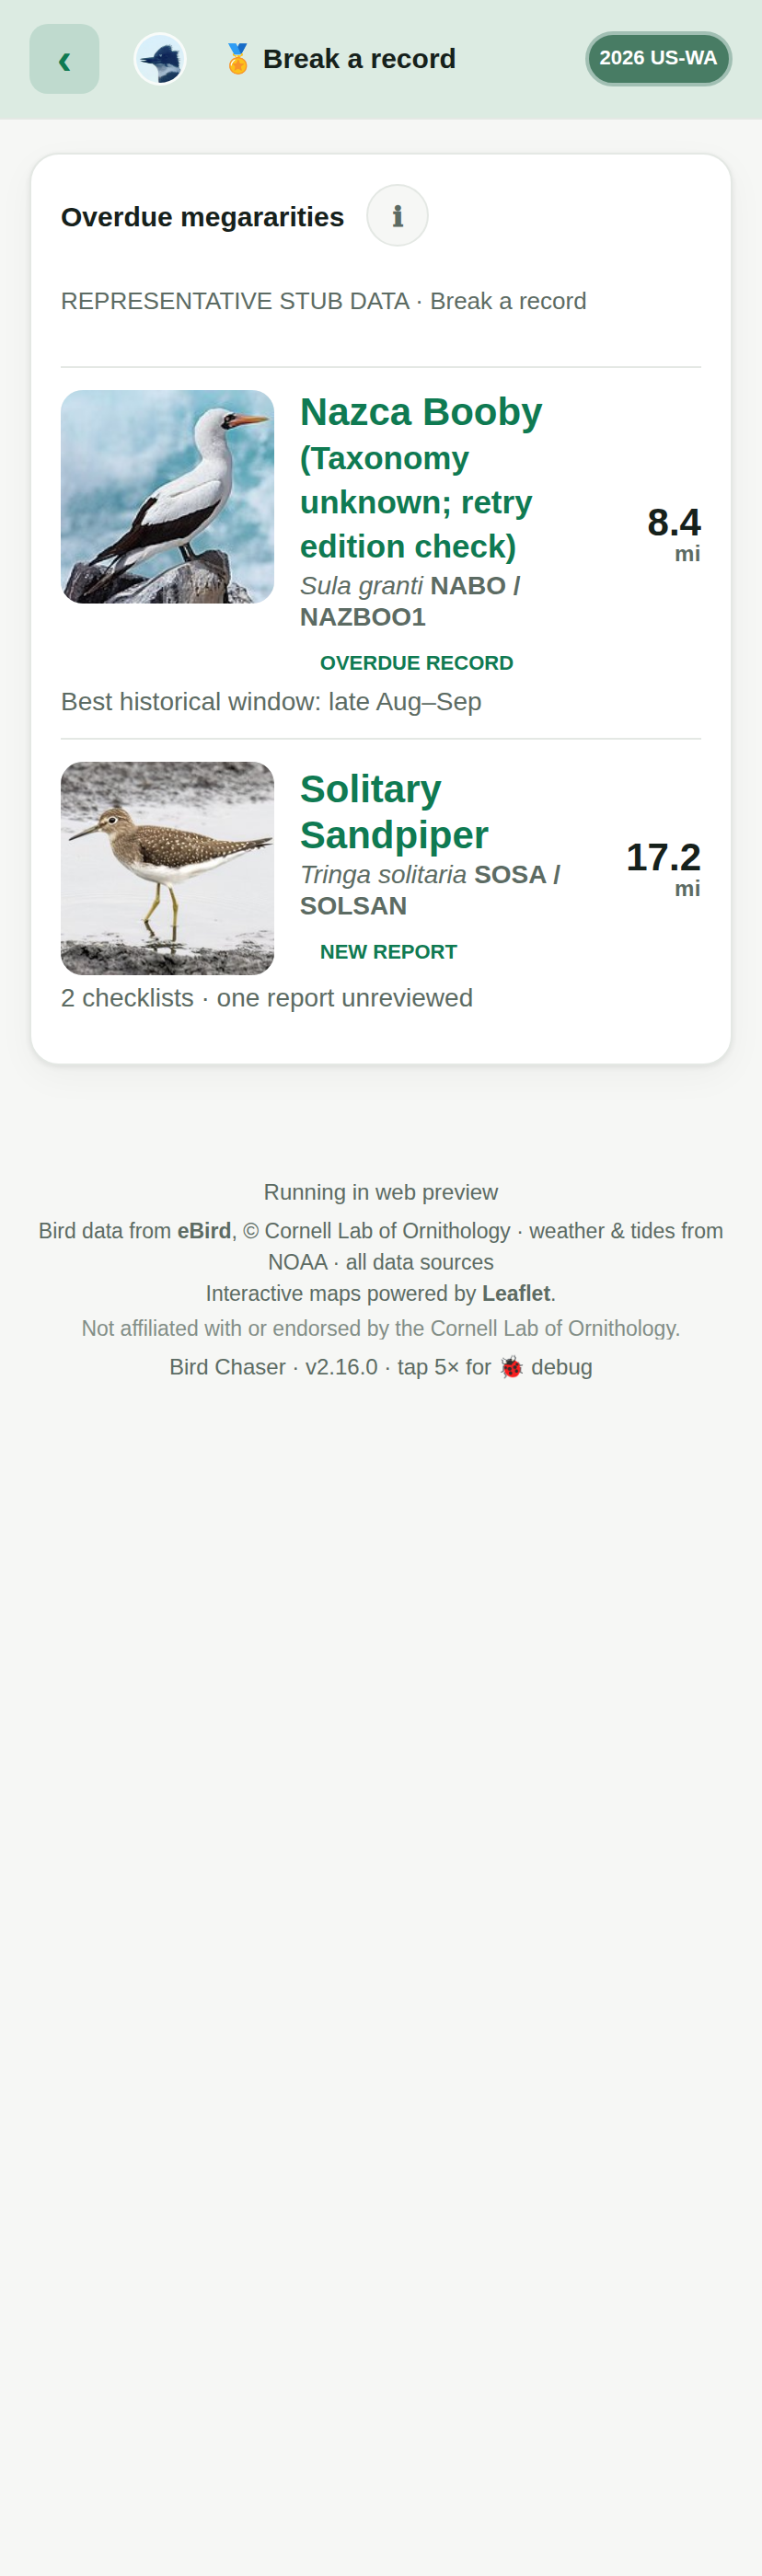 ‹
🏅 Break a record
2026 US-WA
Overdue megararities
ℹ
REPRESENTATIVE STUB DATA · Break a record
Nazca Booby
(Taxonomy
unknown; retry
edition check)
Sula granti NABO /
NAZBOO1
8.4
mi
OVERDUE RECORD
Best historical window: late Aug–Sep
Solitary
Sandpiper
Tringa solitaria SOSA /
SOLSAN
17.2
mi
NEW REPORT
2 checklists · one report unreviewed
Running in web preview
Bird data from eBird, © Cornell Lab of Ornithology · weather & tides from
NOAA · all data sources
Interactive maps powered by Leaflet.
Not affiliated with or endorsed by the Cornell Lab of Ornithology.
Bird Chaser · v2.16.0 · tap 5× for 🐞 debug